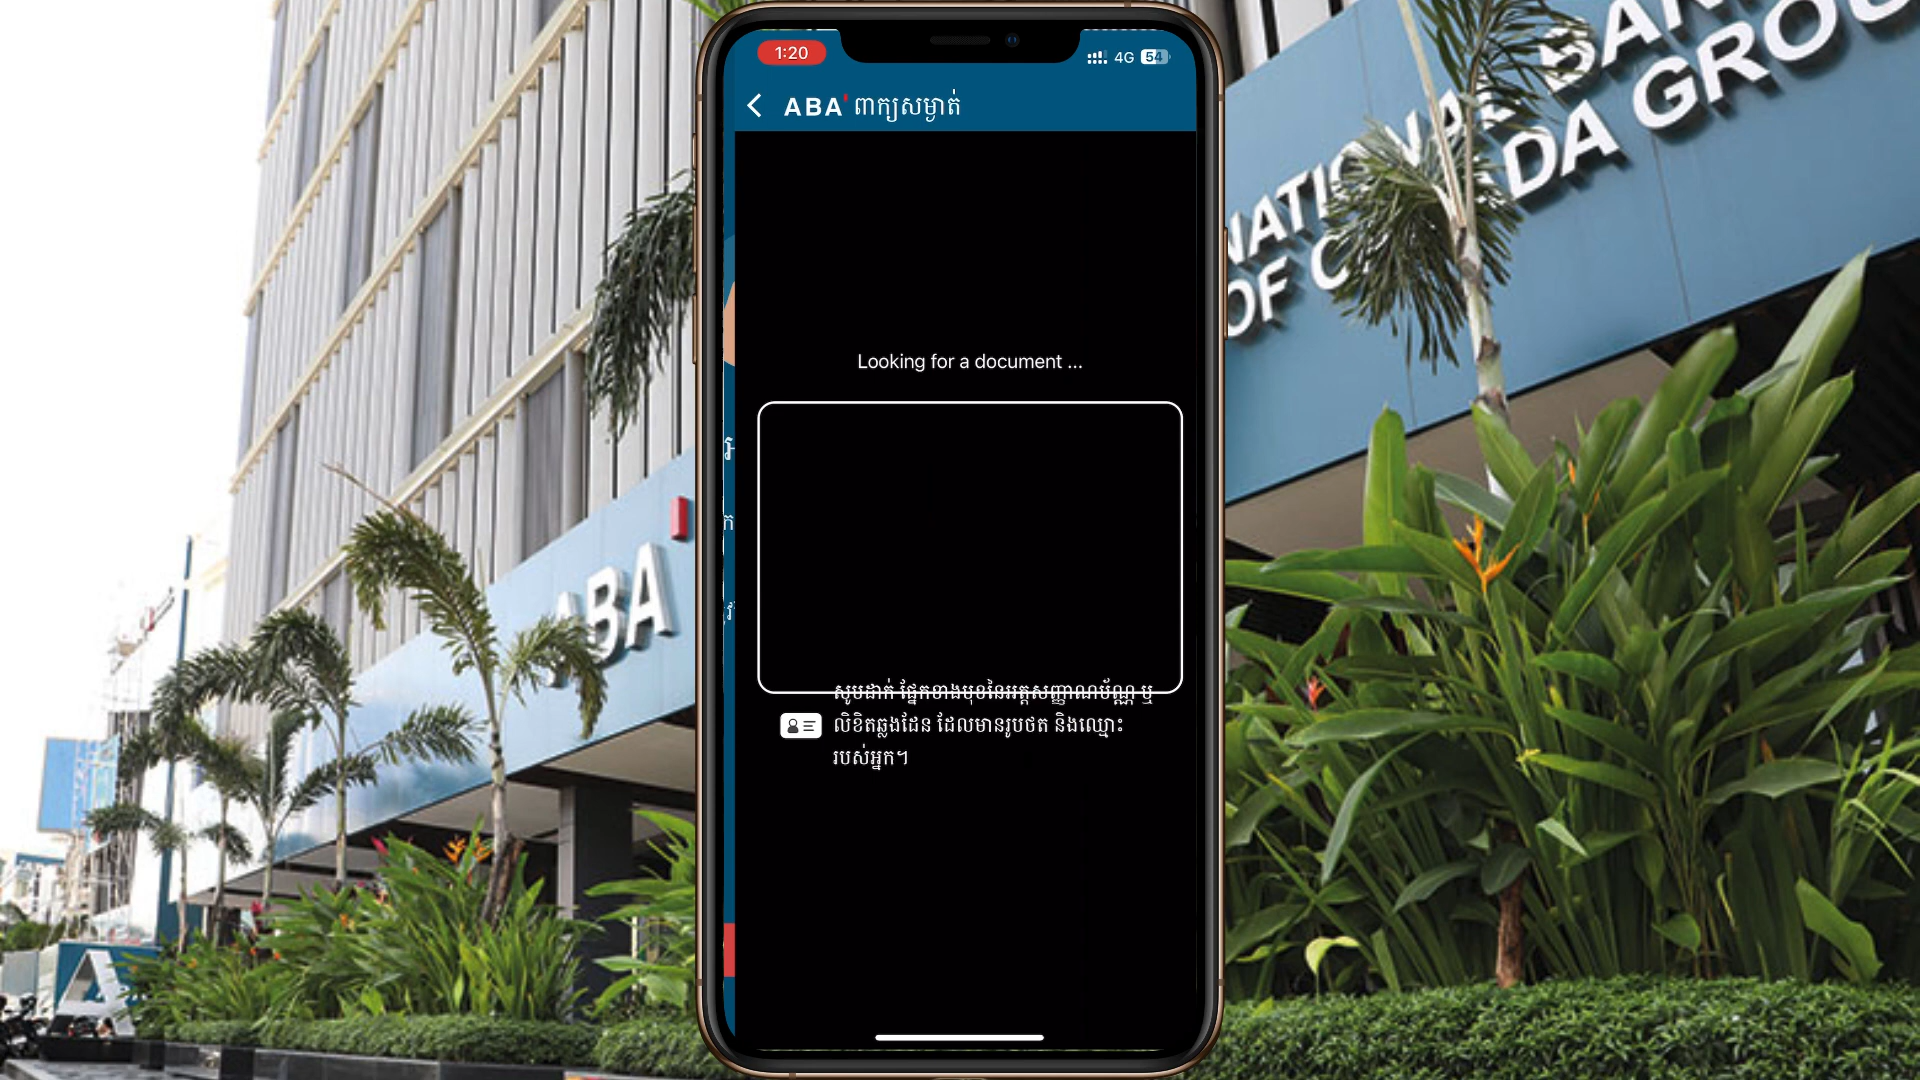 1:20
4G 54
ABA' ពាក្យសម្ងាត់
Looking for a document ...
សូមដាក់ ផ្នែកខាងមុខនៃអត្តសញ្ញាណប័ណ្ណ ឬ
លិខិតឆ្លងដែន ដែលមានរូបថត និងឈ្មោះ
របស់អ្នក។
ABA
NATIONAL BAN
OF CANADA GROU